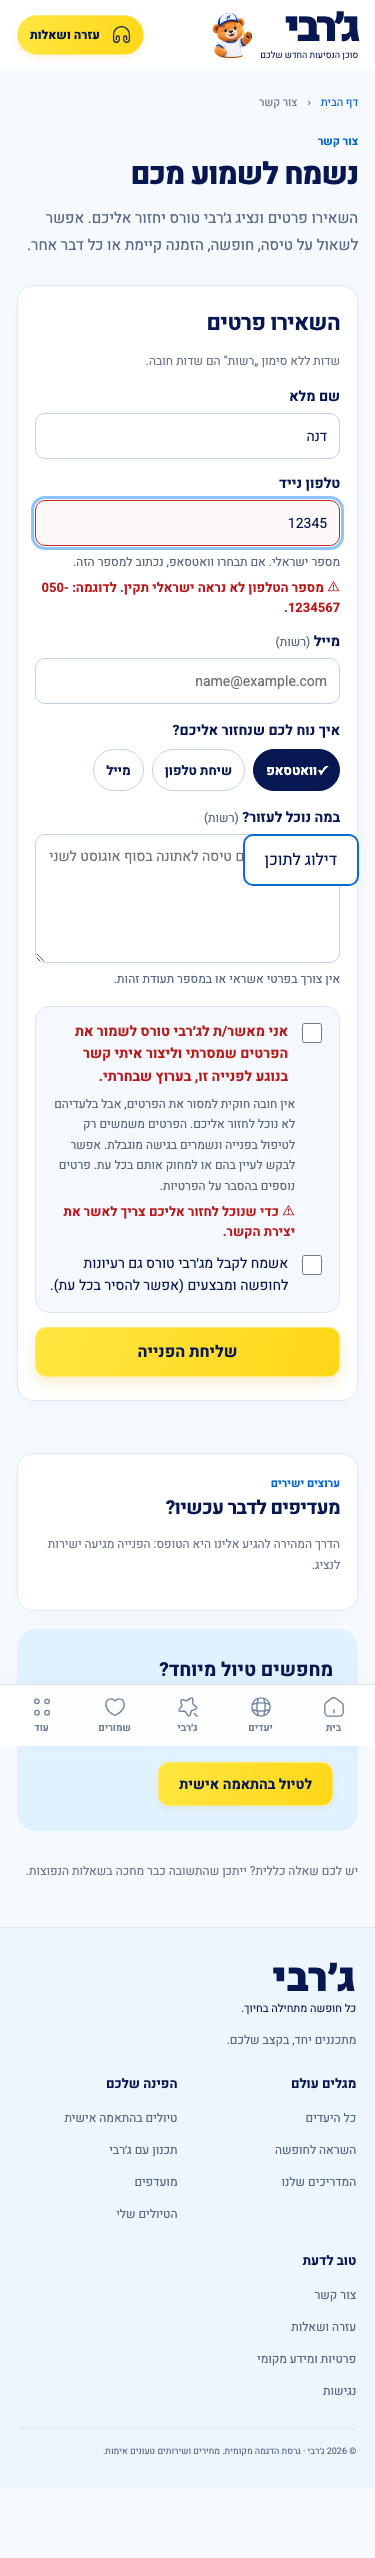 ג׳רבי
סוכן הנסיעות החדש שלכם
עזרה ושאלות
דף הבית ‹ צור קשר
צור קשר
נשמח לשמוע מכם
השאירו פרטים ונציג ג׳רבי טורס יחזור אליכם. אפשר
לשאול על טיסה, חופשה, הזמנה קיימת או כל דבר אחר.
השאירו פרטים
שדות ללא סימון „רשות” הם שדות חובה.
שם מלא
דנה
טלפון נייד
12345
מספר ישראלי. אם תבחרו וואטסאפ, נכתוב למספר הזה.
⚠ מספר הטלפון לא נראה ישראלי תקין. לדוגמה: 050-
1234567.
מייל (רשות)
name@example.com
איך נוח לכם שנחזור אליכם?
✓וואטסאפ
שיחת טלפון
מייל
במה נוכל לעזור? (רשות)
ם טיסה לאתונה בסוף אוגוסט לשני
דילוג לתוכן
אין צורך בפרטי אשראי או במספר תעודת זהות.
אני מאשר/ת לג׳רבי טורס לשמור את
הפרטים שמסרתי וליצור איתי קשר
בנוגע לפנייה זו, בערוץ שבחרתי.
אין חובה חוקית למסור את הפרטים, אבל בלעדיהם
לא נוכל לחזור אליכם. הפרטים משמשים רק
לטיפול בפנייה ונשמרים בגישה מוגבלת. אפשר
לבקש לעיין בהם או למחוק אותם בכל עת. פרטים
נוספים בהסבר על הפרטיות.
⚠ כדי שנוכל לחזור אליכם צריך לאשר את
יצירת הקשר.
אשמח לקבל מג׳רבי טורס גם רעיונות
לחופשה ומבצעים (אפשר להסיר בכל עת).
שליחת הפנייה
ערוצים ישירים
מעדיפים לדבר עכשיו?
הדרך המהירה להגיע אלינו היא הטופס: הפנייה מגיעה ישירות
לנציג.
מחפשים טיול מיוחד?
בית
יעדים
ג׳רבי
שמורים
עוד
לטיול בהתאמה אישית
יש לכם שאלה כללית? ייתכן שהתשובה כבר מחכה בשאלות הנפוצות.
ג׳רבי
כל חופשה מתחילה בחיוך.
מתכננים יחד, בקצב שלכם.
מגלים עולם
כל היעדים
השראה לחופשה
המדריכים שלנו
הפינה שלכם
טיולים בהתאמה אישית
תכנון עם ג׳רבי
מועדפים
הטיולים שלי
טוב לדעת
צור קשר
עזרה ושאלות
פרטיות ומידע מקומי
נגישות
© 2026 ג׳רבי · גרסת הדגמה מקומית. מחירים ושירותים טעונים אימות.